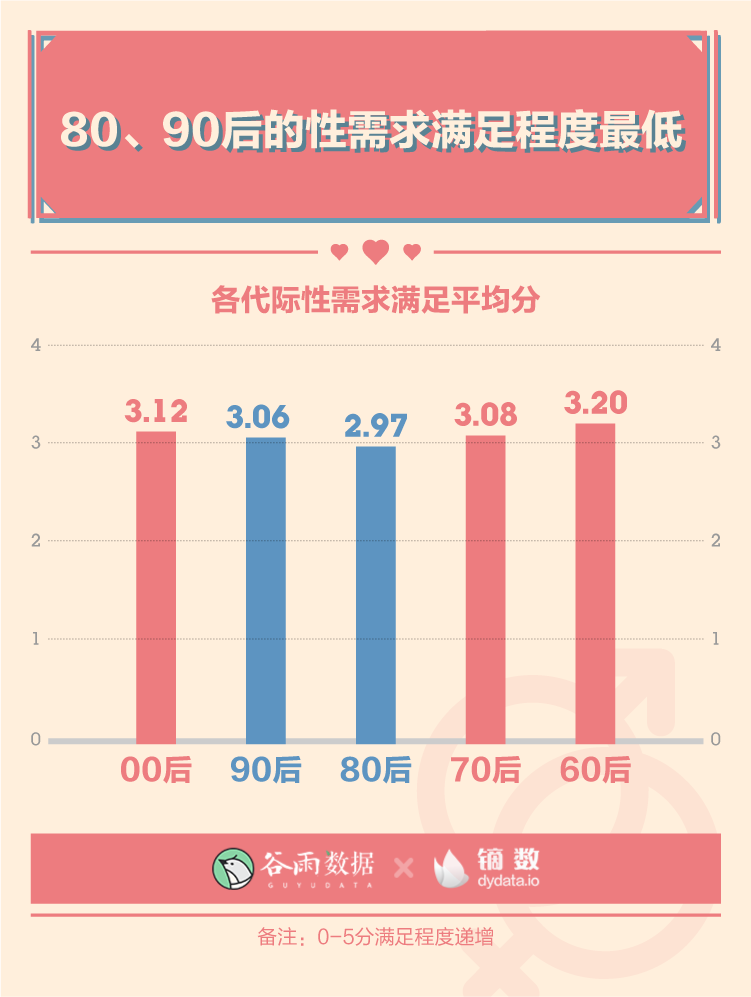 80、90后的性需求满足程度最低
各代际性需求满足平均分
4 4
3.12 3.06 2.97 3.08 3.20
3 3
2 2
1 1
0 0
00后 90后 80后 70后 60后
谷雨数据 × 镝数
GUYUDATA dydata.io
备注：0-5分满足程度递增